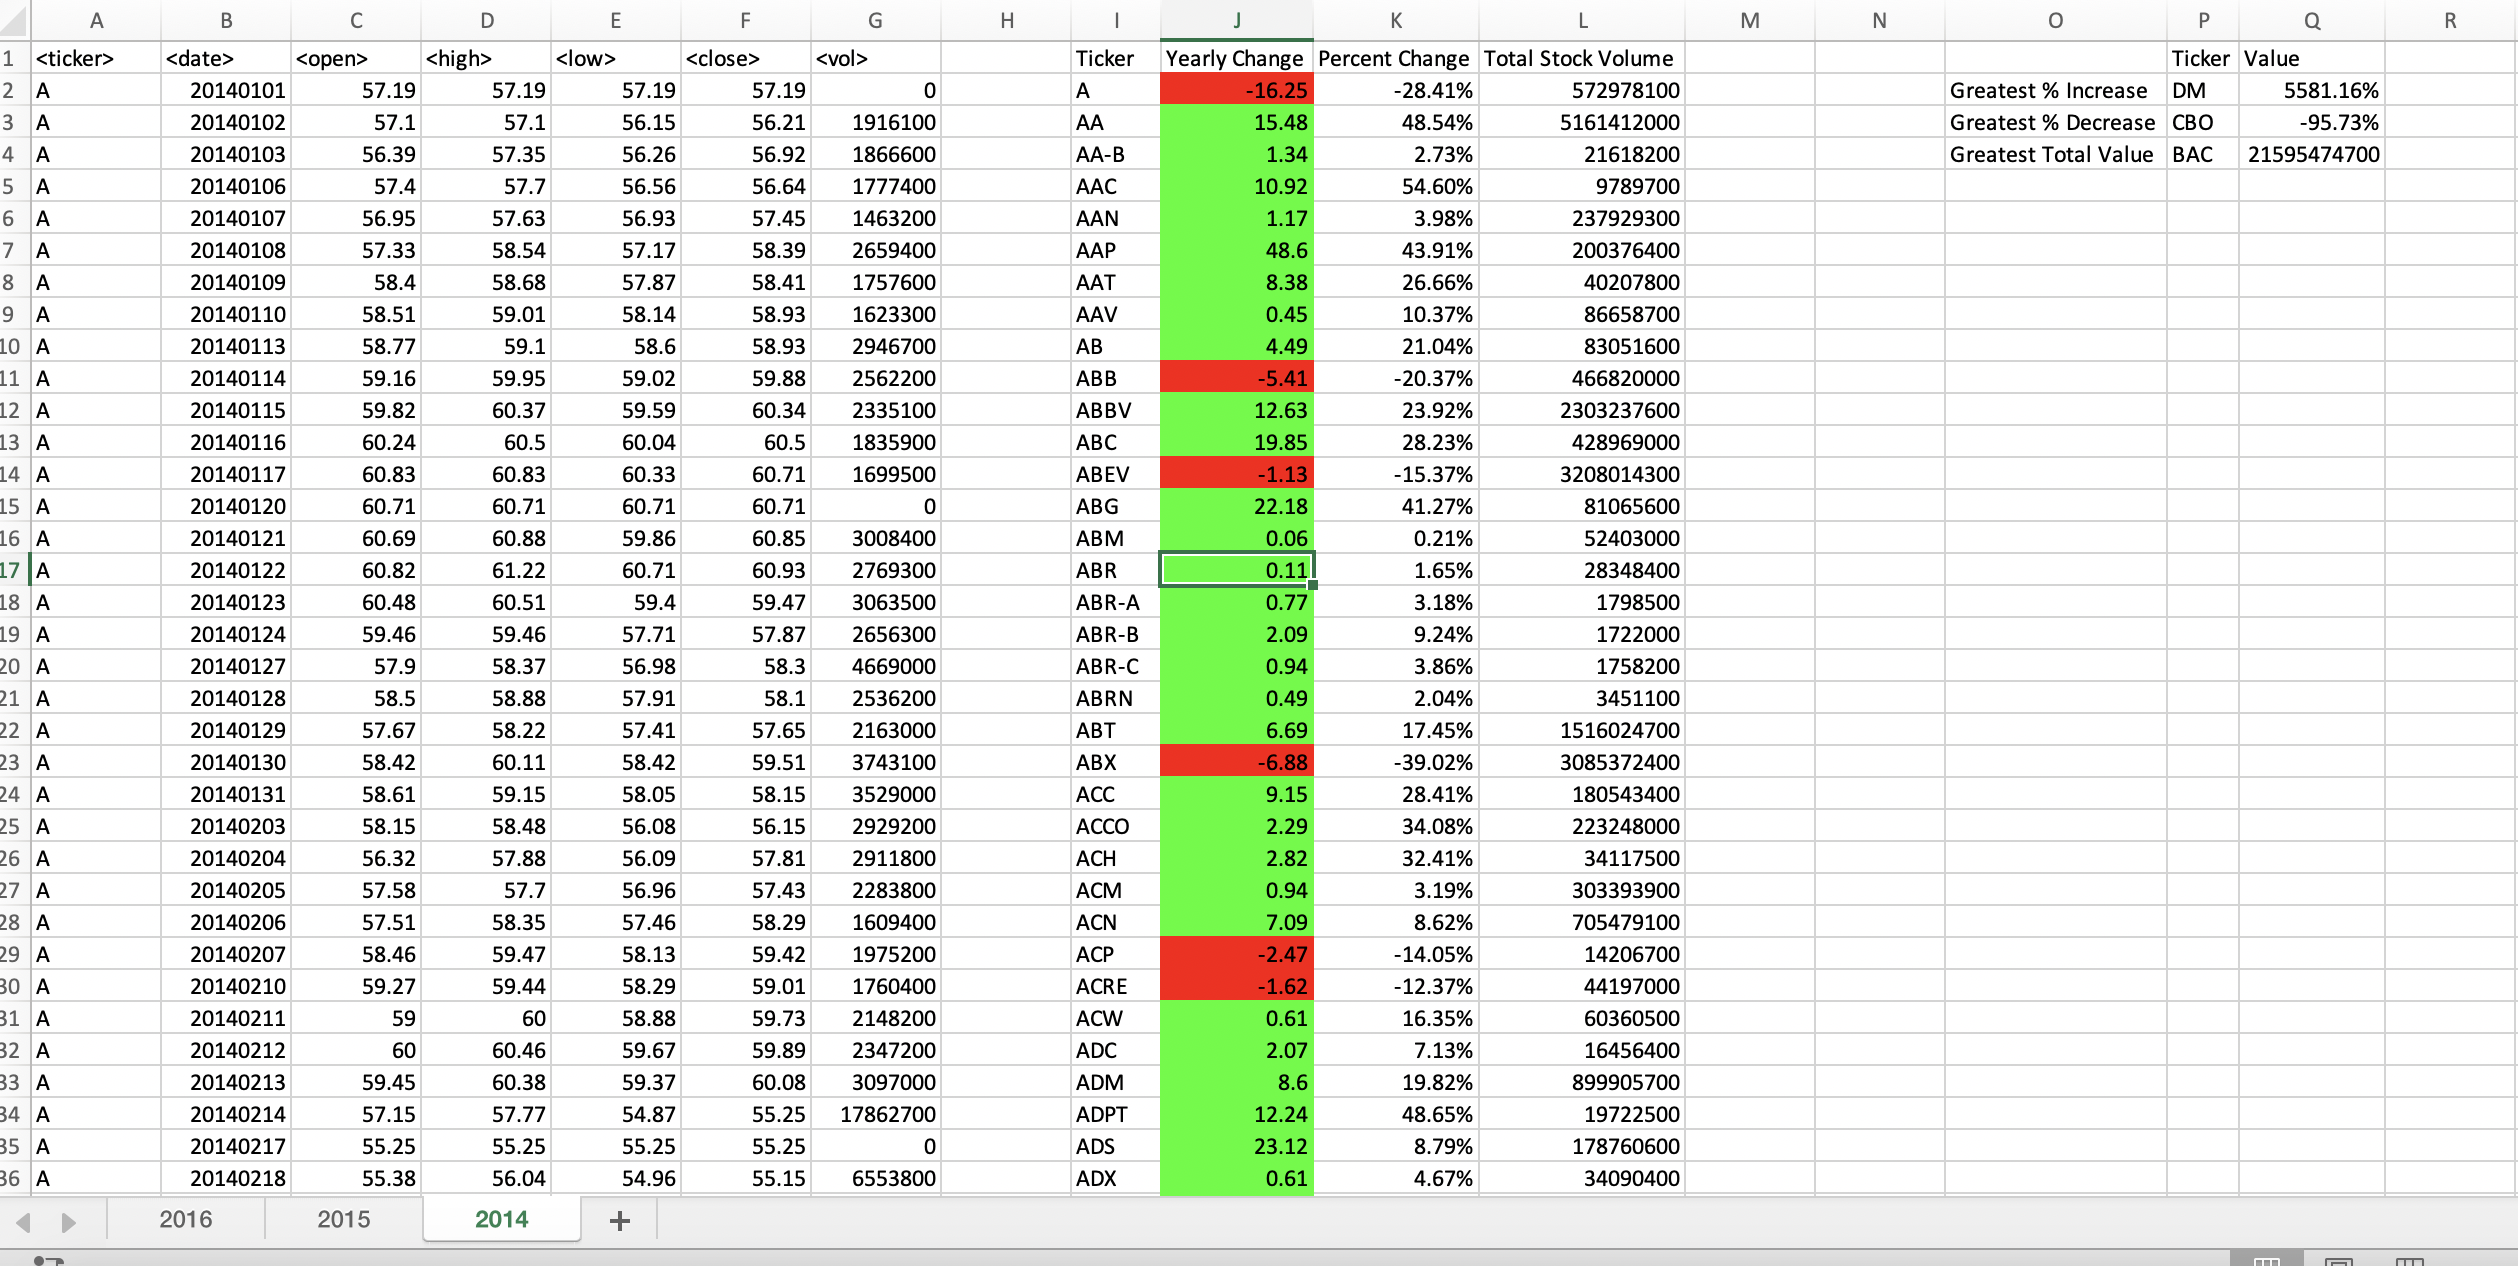 A B C D E F G H I J K L M N O P Q R
1 <ticker> <date> <open> <high> <low> <close> <vol> Ticker Yearly Change Percent Change Total Stock Volume Ticker Value
2 A 20140101 57.19 57.19 57.19 57.19 0 A -16.25 -28.41% 572978100 Greatest % Increase DM 5581.16%
3 A 20140102 57.1 57.1 56.15 56.21 1916100 AA 15.48 48.54% 5161412000 Greatest % Decrease CBO -95.73%
4 A 20140103 56.39 57.35 56.26 56.92 1866600 AA-B 1.34 2.73% 21618200 Greatest Total Value BAC 21595474700
5 A 20140106 57.4 57.7 56.56 56.64 1777400 AAC 10.92 54.60% 9789700
6 A 20140107 56.95 57.63 56.93 57.45 1463200 AAN 1.17 3.98% 237929300
7 A 20140108 57.33 58.54 57.17 58.39 2659400 AAP 48.6 43.91% 200376400
8 A 20140109 58.4 58.68 57.87 58.41 1757600 AAT 8.38 26.66% 40207800
9 A 20140110 58.51 59.01 58.14 58.93 1623300 AAV 0.45 10.37% 86658700
10 A 20140113 58.77 59.1 58.6 58.93 2946700 AB 4.49 21.04% 83051600
11 A 20140114 59.16 59.95 59.02 59.88 2562200 ABB -5.41 -20.37% 466820000
12 A 20140115 59.82 60.37 59.59 60.34 2335100 ABBV 12.63 23.92% 2303237600
13 A 20140116 60.24 60.5 60.04 60.5 1835900 ABC 19.85 28.23% 428969000
14 A 20140117 60.83 60.83 60.33 60.71 1699500 ABEV -1.13 -15.37% 3208014300
15 A 20140120 60.71 60.71 60.71 60.71 0 ABG 22.18 41.27% 81065600
16 A 20140121 60.69 60.88 59.86 60.85 3008400 ABM 0.06 0.21% 52403000
17 A 20140122 60.82 61.22 60.71 60.93 2769300 ABR 0.11 1.65% 28348400
18 A 20140123 60.48 60.51 59.4 59.47 3063500 ABR-A 0.77 3.18% 1798500
19 A 20140124 59.46 59.46 57.71 57.87 2656300 ABR-B 2.09 9.24% 1722000
20 A 20140127 57.9 58.37 56.98 58.3 4669000 ABR-C 0.94 3.86% 1758200
21 A 20140128 58.5 58.88 57.91 58.1 2536200 ABRN 0.49 2.04% 3451100
22 A 20140129 57.67 58.22 57.41 57.65 2163000 ABT 6.69 17.45% 1516024700
23 A 20140130 58.42 60.11 58.42 59.51 3743100 ABX -6.88 -39.02% 3085372400
24 A 20140131 58.61 59.15 58.05 58.15 3529000 ACC 9.15 28.41% 180543400
25 A 20140203 58.15 58.48 56.08 56.15 2929200 ACCO 2.29 34.08% 223248000
26 A 20140204 56.32 57.88 56.09 57.81 2911800 ACH 2.82 32.41% 34117500
27 A 20140205 57.58 57.7 56.96 57.43 2283800 ACM 0.94 3.19% 303393900
28 A 20140206 57.51 58.35 57.46 58.29 1609400 ACN 7.09 8.62% 705479100
29 A 20140207 58.46 59.47 58.13 59.42 1975200 ACP -2.47 -14.05% 14206700
30 A 20140210 59.27 59.44 58.29 59.01 1760400 ACRE -1.62 -12.37% 44197000
31 A 20140211 59 60 58.88 59.73 2148200 ACW 0.61 16.35% 60360500
32 A 20140212 60 60.46 59.67 59.89 2347200 ADC 2.07 7.13% 16456400
33 A 20140213 59.45 60.38 59.37 60.08 3097000 ADM 8.6 19.82% 899905700
34 A 20140214 57.15 57.77 54.87 55.25 17862700 ADPT 12.24 48.65% 19722500
35 A 20140217 55.25 55.25 55.25 55.25 0 ADS 23.12 8.79% 178760600
36 A 20140218 55.38 56.04 54.96 55.15 6553800 ADX 0.61 4.67% 34090400
2016 2015 2014 +